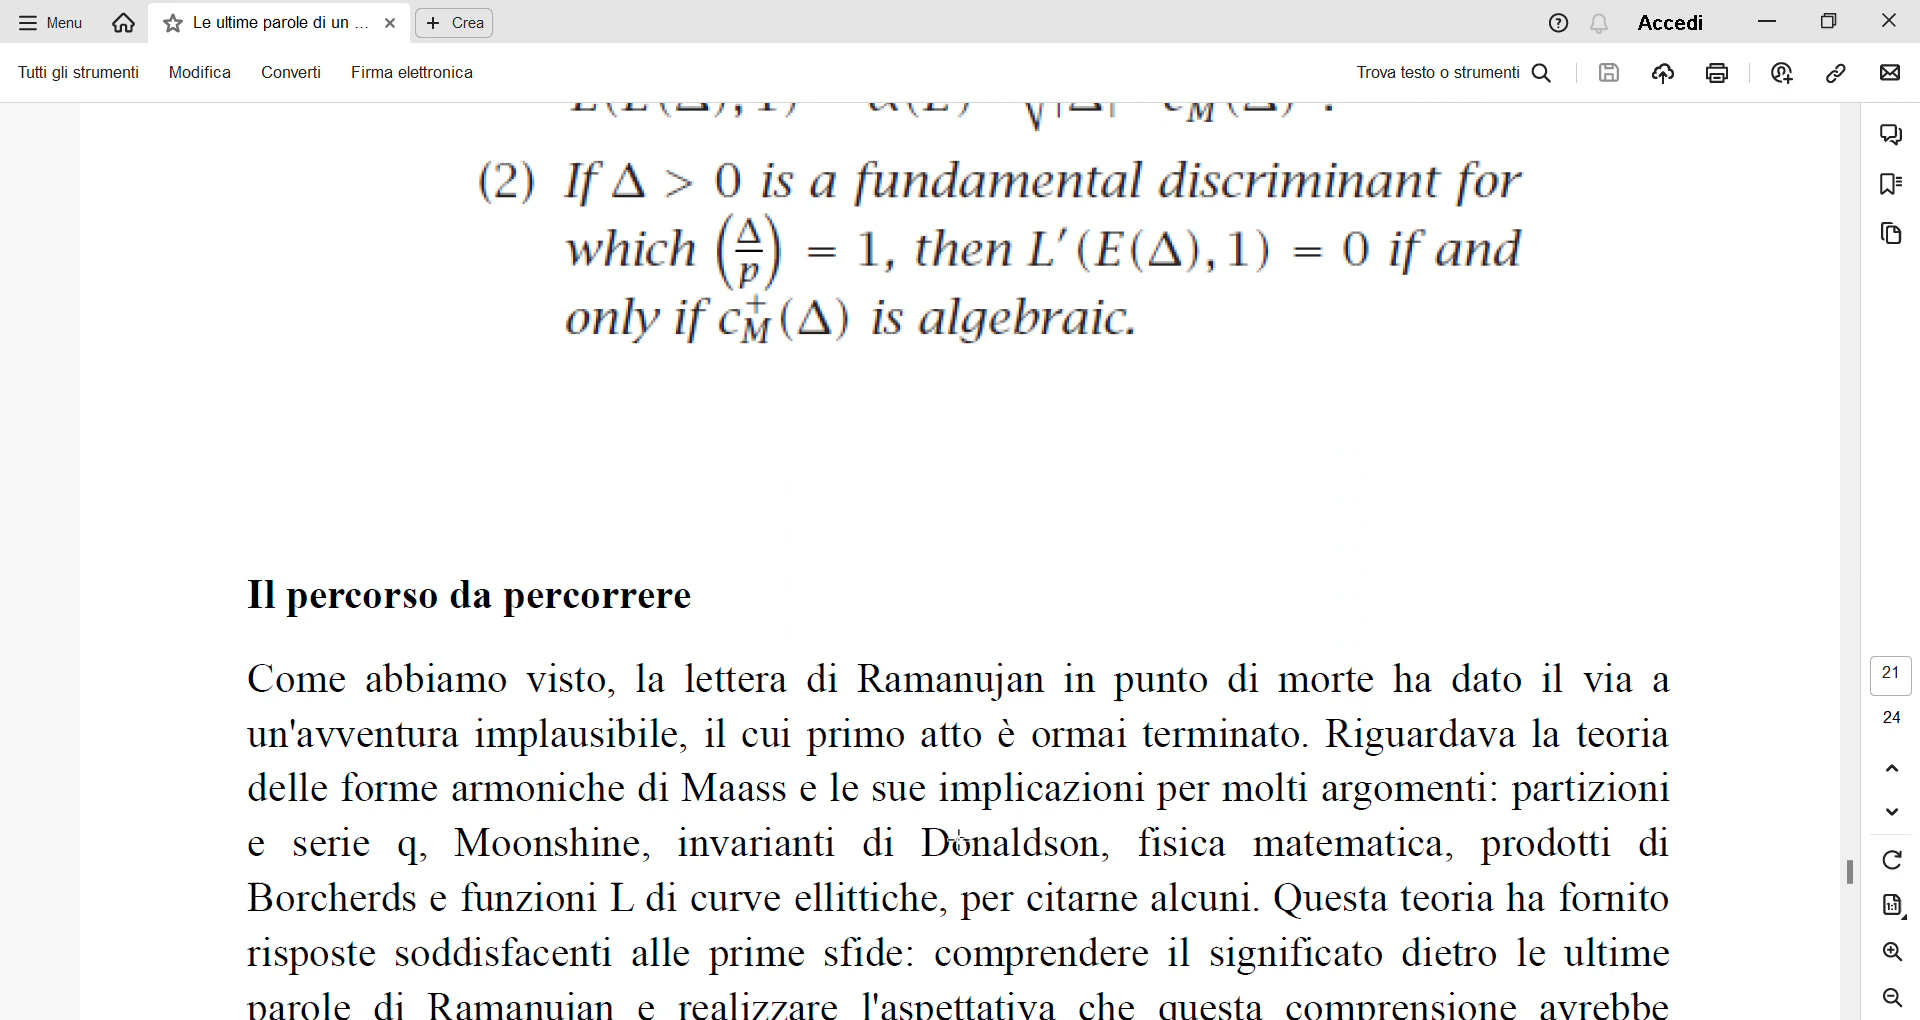 Menu
Le ultime parole di un ...
Crea
Accedi
Tutti gli strumenti
Modifica
Converti
Firma elettronica
Trova testo o strumenti
(2) If Δ > 0 is a fundamental discriminant for
which (Δ/p) = 1, then L′(E(Δ), 1) = 0 if and
only if c⁺_M(Δ) is algebraic.
Il percorso da percorrere
Come abbiamo visto, la lettera di Ramanujan in punto di morte ha dato il via a
un'avventura implausibile, il cui primo atto è ormai terminato. Riguardava la teoria
delle forme armoniche di Maass e le sue implicazioni per molti argomenti: partizioni
e serie q, Moonshine, invarianti di Donaldson, fisica matematica, prodotti di
Borcherds e funzioni L di curve ellittiche, per citarne alcuni. Questa teoria ha fornito
risposte soddisfacenti alle prime sfide: comprendere il significato dietro le ultime
parole di Ramanujan e realizzare l'aspettativa che questa comprensione avrebbe
21
24